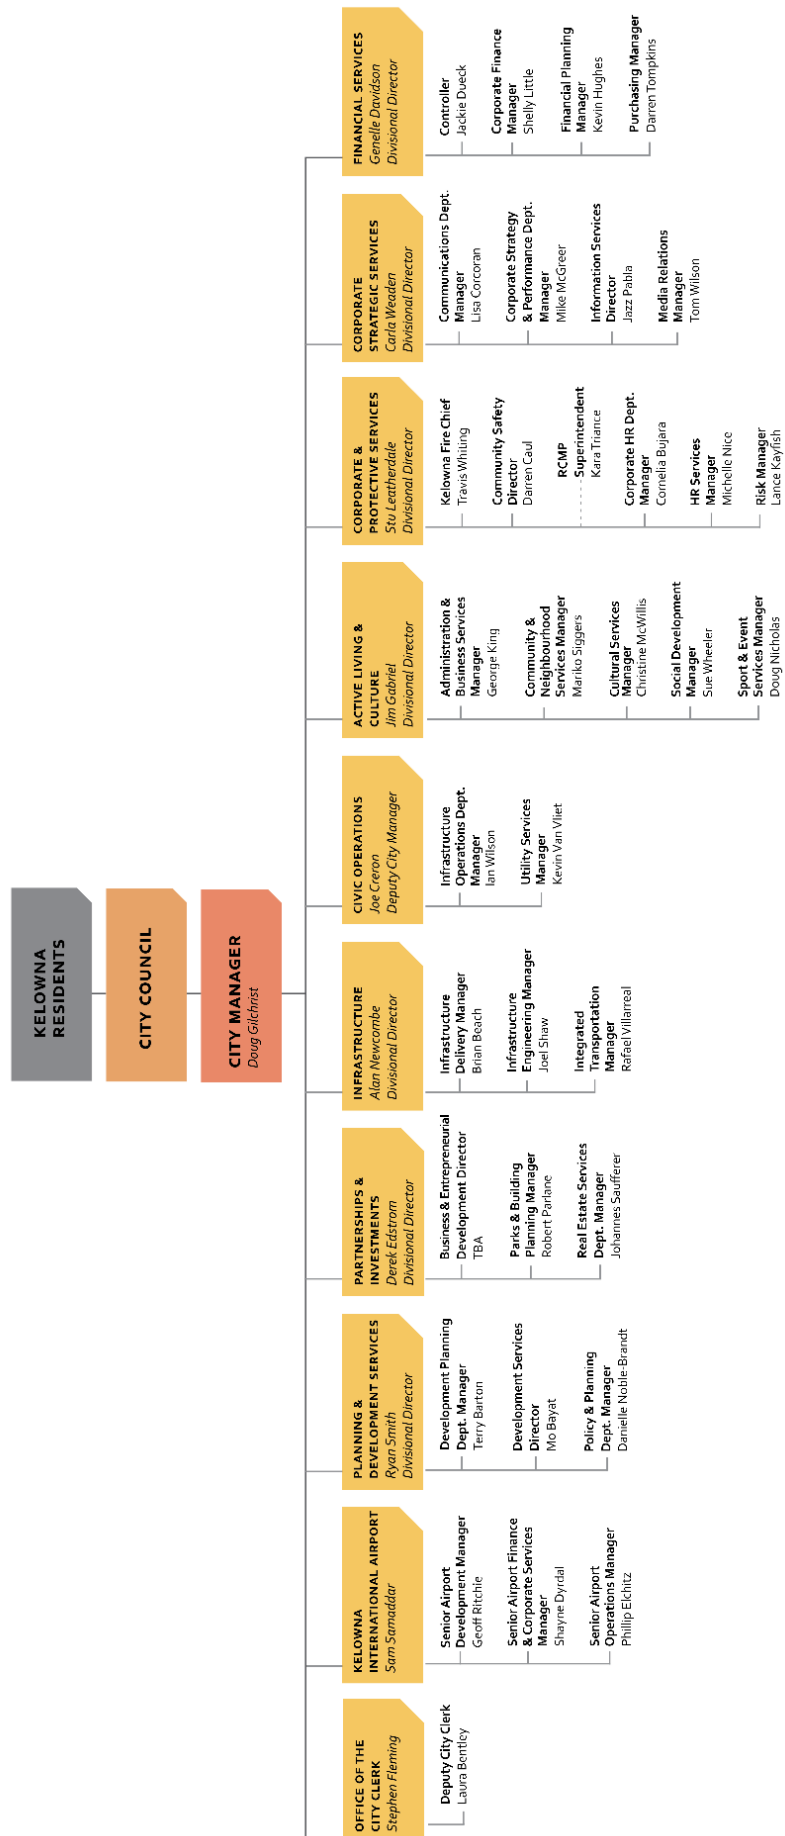 KELOWNA
RESIDENTS
CITY COUNCIL
CITY MANAGER
Doug Gilchrist
OFFICE OF THE
CITY CLERK
Stephen Fleming
Deputy City Clerk
Laura Bentley
KELOWNA
INTERNATIONAL AIRPORT
Sam Samaddar
Senior Airport
Development Manager
Geoff Ritchie
Senior Airport Finance
& Corporate Services
Manager
Shayne Dyrdal
Senior Airport
Operations Manager
Phillip Elchitz
PLANNING &
DEVELOPMENT SERVICES
Ryan Smith
Divisional Director
Development Planning
Dept. Manager
Terry Barton
Development Services
Director
Mo Bayat
Policy & Planning
Dept. Manager
Danielle Noble-Brandt
PARTNERSHIPS &
INVESTMENTS
Derek Edstrom
Divisional Director
Business & Entrepreneurial
Development Director
TBA
Parks & Building
Planning Manager
Robert Parlane
Real Estate Services
Dept. Manager
Johannes Saufferer
INFRASTRUCTURE
Alan Newcombe
Divisional Director
Infrastructure
Delivery Manager
Brian Beach
Infrastructure
Engineering Manager
Joel Shaw
Integrated
Transportation
Manager
Rafael Villarreal
CIVIC OPERATIONS
Joe Creron
Deputy City Manager
Infrastructure
Operations Dept.
Manager
Ian Wilson
Utility Services
Manager
Kevin Van Vliet
ACTIVE LIVING &
CULTURE
Jim Gabriel
Divisional Director
Administration &
Business Services
Manager
George King
Community &
Neighbourhood
Services Manager
Mariko Siggers
Cultural Services
Manager
Christine McWillis
Social Development
Manager
Sue Wheeler
Sport & Event
Services Manager
Doug Nicholas
CORPORATE &
PROTECTIVE SERVICES
Stu Leatherdale
Divisional Director
Kelowna Fire Chief
Travis Whiting
Community Safety
Director
Darren Caul
RCMP
Superintendent
Kara Triance
Corporate HR Dept.
Manager
Cornelia Bujara
HR Services
Manager
Michelle Nice
Risk Manager
Lance Kayfish
CORPORATE
STRATEGIC SERVICES
Carla Weaden
Divisional Director
Communications Dept.
Manager
Lisa Corcoran
Corporate Strategy
& Performance Dept.
Manager
Mike McGreer
Information Services
Director
Jazz Pabla
Media Relations
Manager
Tom Wilson
FINANCIAL SERVICES
Genelle Davidson
Divisional Director
Controller
Jackie Dueck
Corporate Finance
Manager
Shelly Little
Financial Planning
Manager
Kevin Hughes
Purchasing Manager
Darren Tompkins